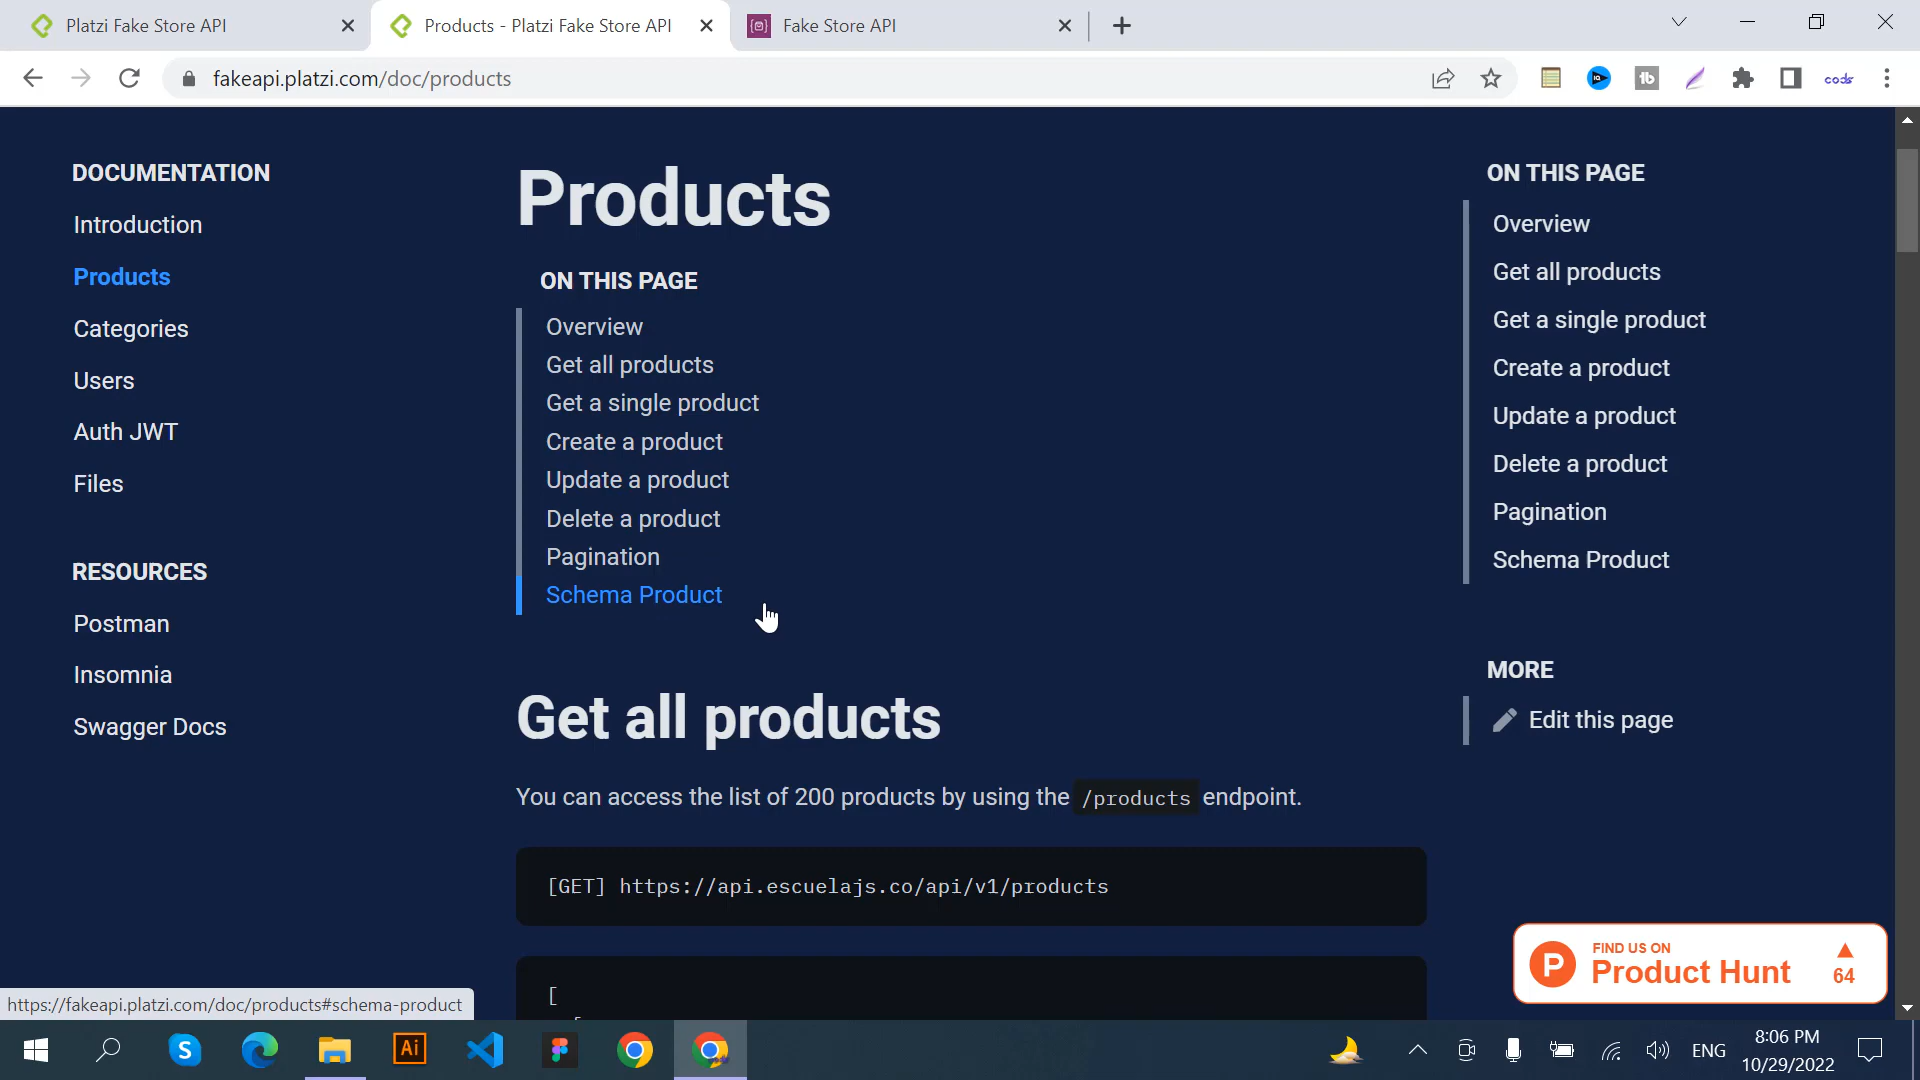 Platzi Fake Store API
Products - Platzi Fake Store API
Fake Store API
fakeapi.platzi.com/doc/products
DOCUMENTATION
Introduction
Products
Categories
Users
Auth JWT
Files
RESOURCES
Postman
Insomnia
Swagger Docs
Products
ON THIS PAGE
Overview
Get all products
Get a single product
Create a product
Update a product
Delete a product
Pagination
Schema Product
Get all products
You can access the list of 200 products by using the /products endpoint.
[GET] https://api.escuelajs.co/api/v1/products
[
ON THIS PAGE
Overview
Get all products
Get a single product
Create a product
Update a product
Delete a product
Pagination
Schema Product
MORE
Edit this page
FIND US ON
Product Hunt
64
https://fakeapi.platzi.com/doc/products#schema-product
ENG
8:06 PM
10/29/2022